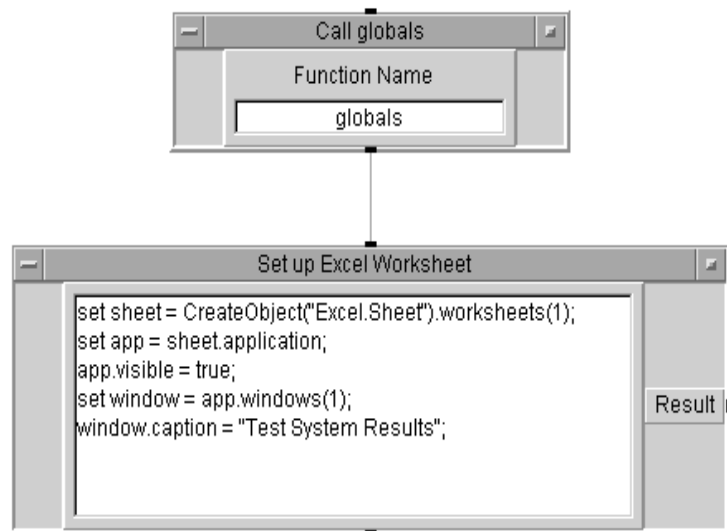 Call globals
Function Name
globals
Set up Excel Worksheet
set sheet = CreateObject("Excel.Sheet").worksheets(1);
set app = sheet.application;
app.visible = true;
set window = app.windows(1);
window.caption = "Test System Results";
Result